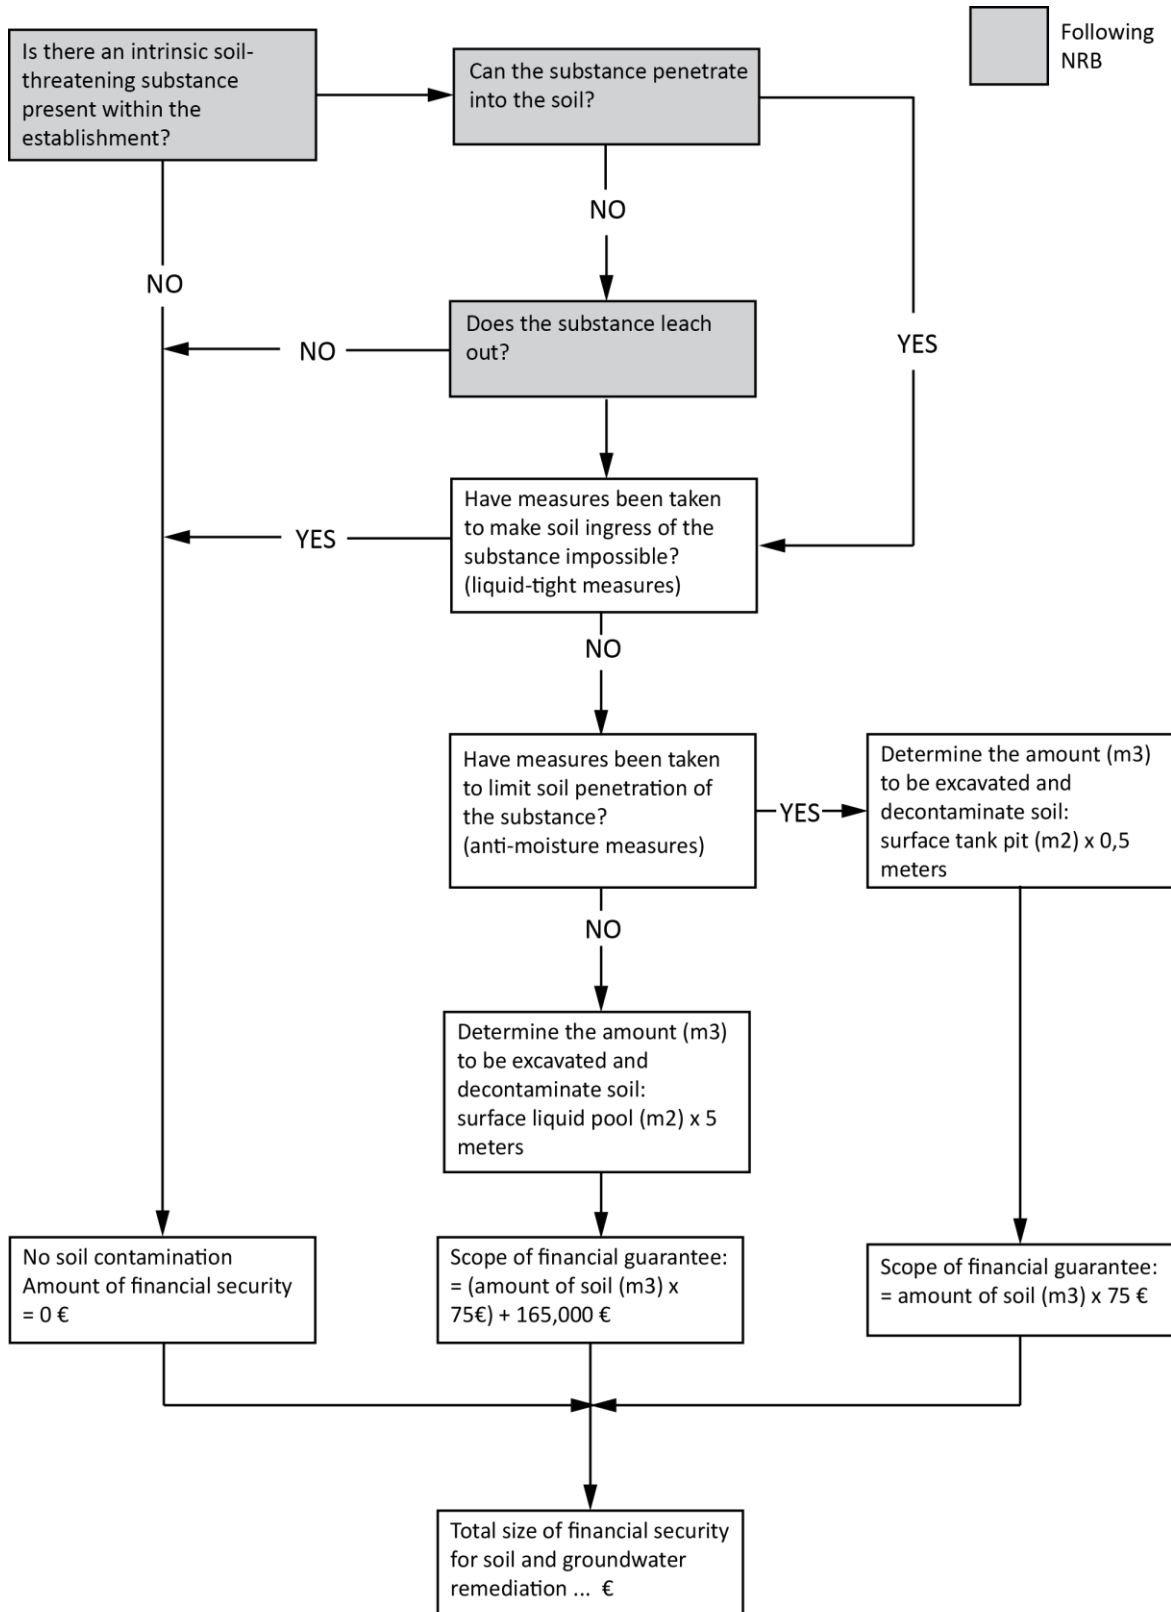 Is there an intrinsic soil-
threatening substance
present within the
establishment?
Can the substance penetrate
into the soil?
Following
NRB
NO
NO
YES
Does the substance leach
out?
NO
Have measures been taken
to make soil ingress of the
substance impossible?
(liquid-tight measures)
YES
NO
Have measures been taken
to limit soil penetration of
the substance?
(anti-moisture measures)
YES
Determine the amount (m3)
to be excavated and
decontaminate soil:
surface tank pit (m2) x 0,5
meters
NO
Determine the amount (m3)
to be excavated and
decontaminate soil:
surface liquid pool (m2) x 5
meters
No soil contamination
Amount of financial security
= 0 €
Scope of financial guarantee:
= (amount of soil (m3) x
75€) + 165,000 €
Scope of financial guarantee:
= amount of soil (m3) x 75 €
Total size of financial security
for soil and groundwater
remediation ... €